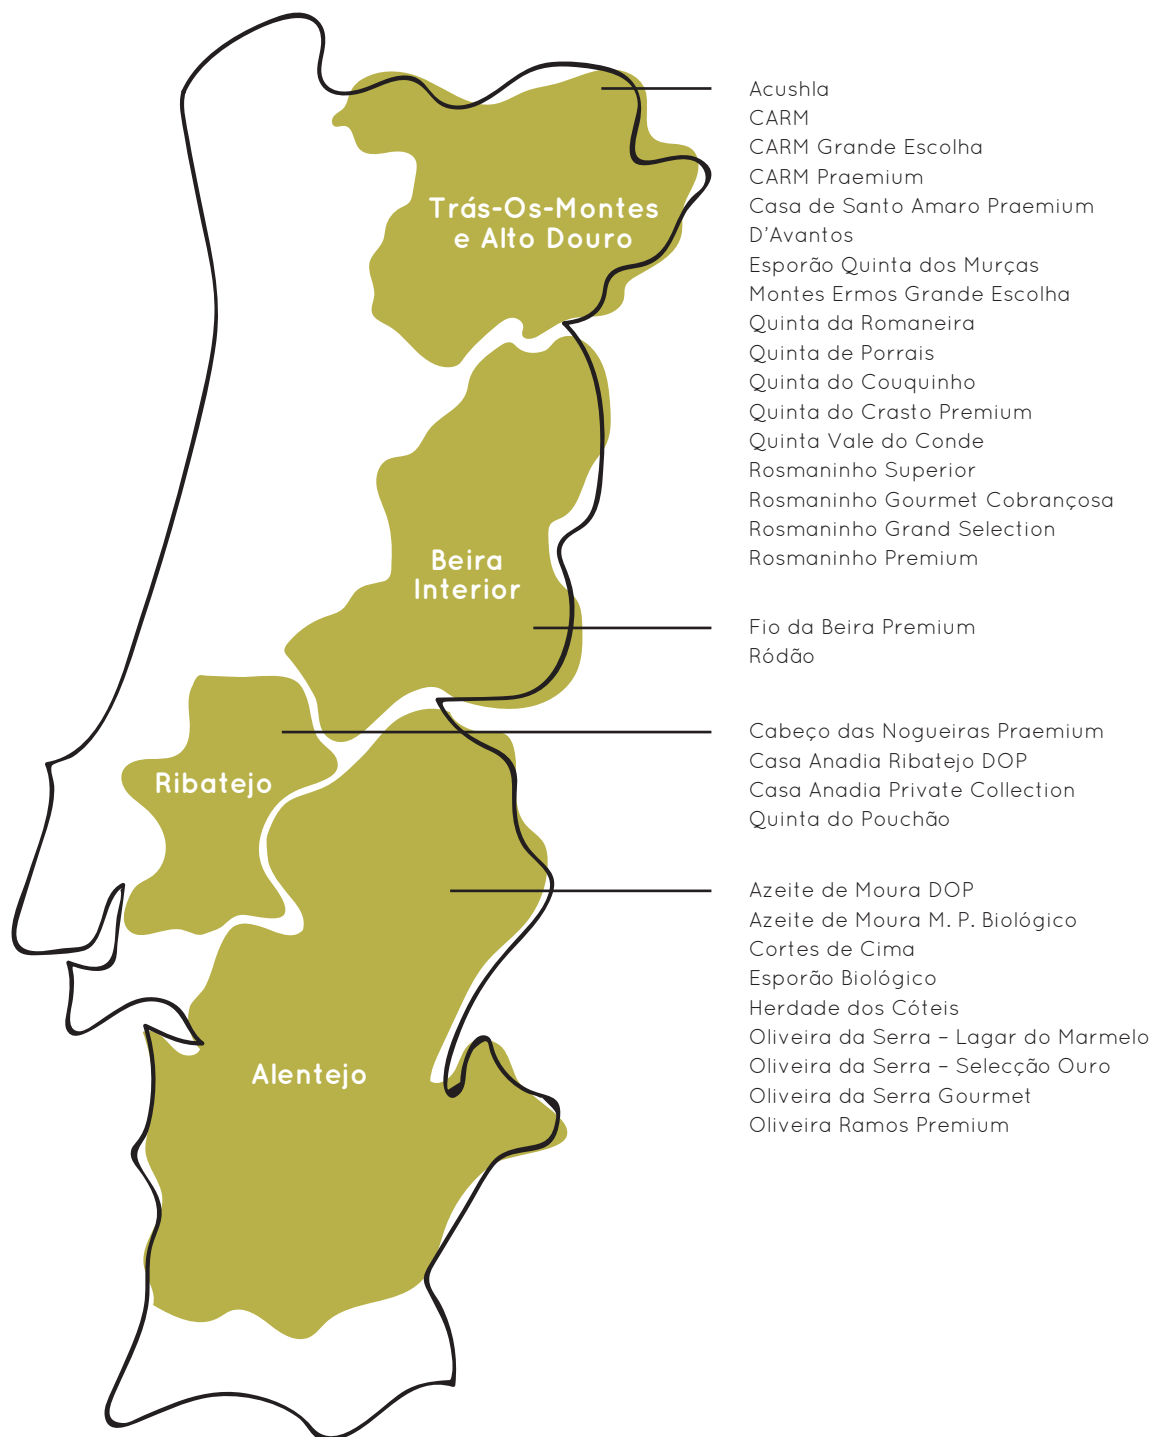 Trás-Os-Montes
e Alto Douro
Acushla
CARM
CARM Grande Escolha
CARM Praemium
Casa de Santo Amaro Praemium
D'Avantos
Esporão Quinta dos Murças
Montes Ermos Grande Escolha
Quinta da Romaneira
Quinta de Porrais
Quinta do Couquinho
Quinta do Crasto Premium
Quinta Vale do Conde
Rosmaninho Superior
Rosmaninho Gourmet Cobrançosa
Rosmaninho Grand Selection
Rosmaninho Premium
Beira
Interior
Fio da Beira Premium
Ródão
Ribatejo
Cabeço das Nogueiras Praemium
Casa Anadia Ribatejo DOP
Casa Anadia Private Collection
Quinta do Pouchão
Alentejo
Azeite de Moura DOP
Azeite de Moura M. P. Biológico
Cortes de Cima
Esporão Biológico
Herdade dos Cóteis
Oliveira da Serra – Lagar do Marmelo
Oliveira da Serra – Selecção Ouro
Oliveira da Serra Gourmet
Oliveira Ramos Premium